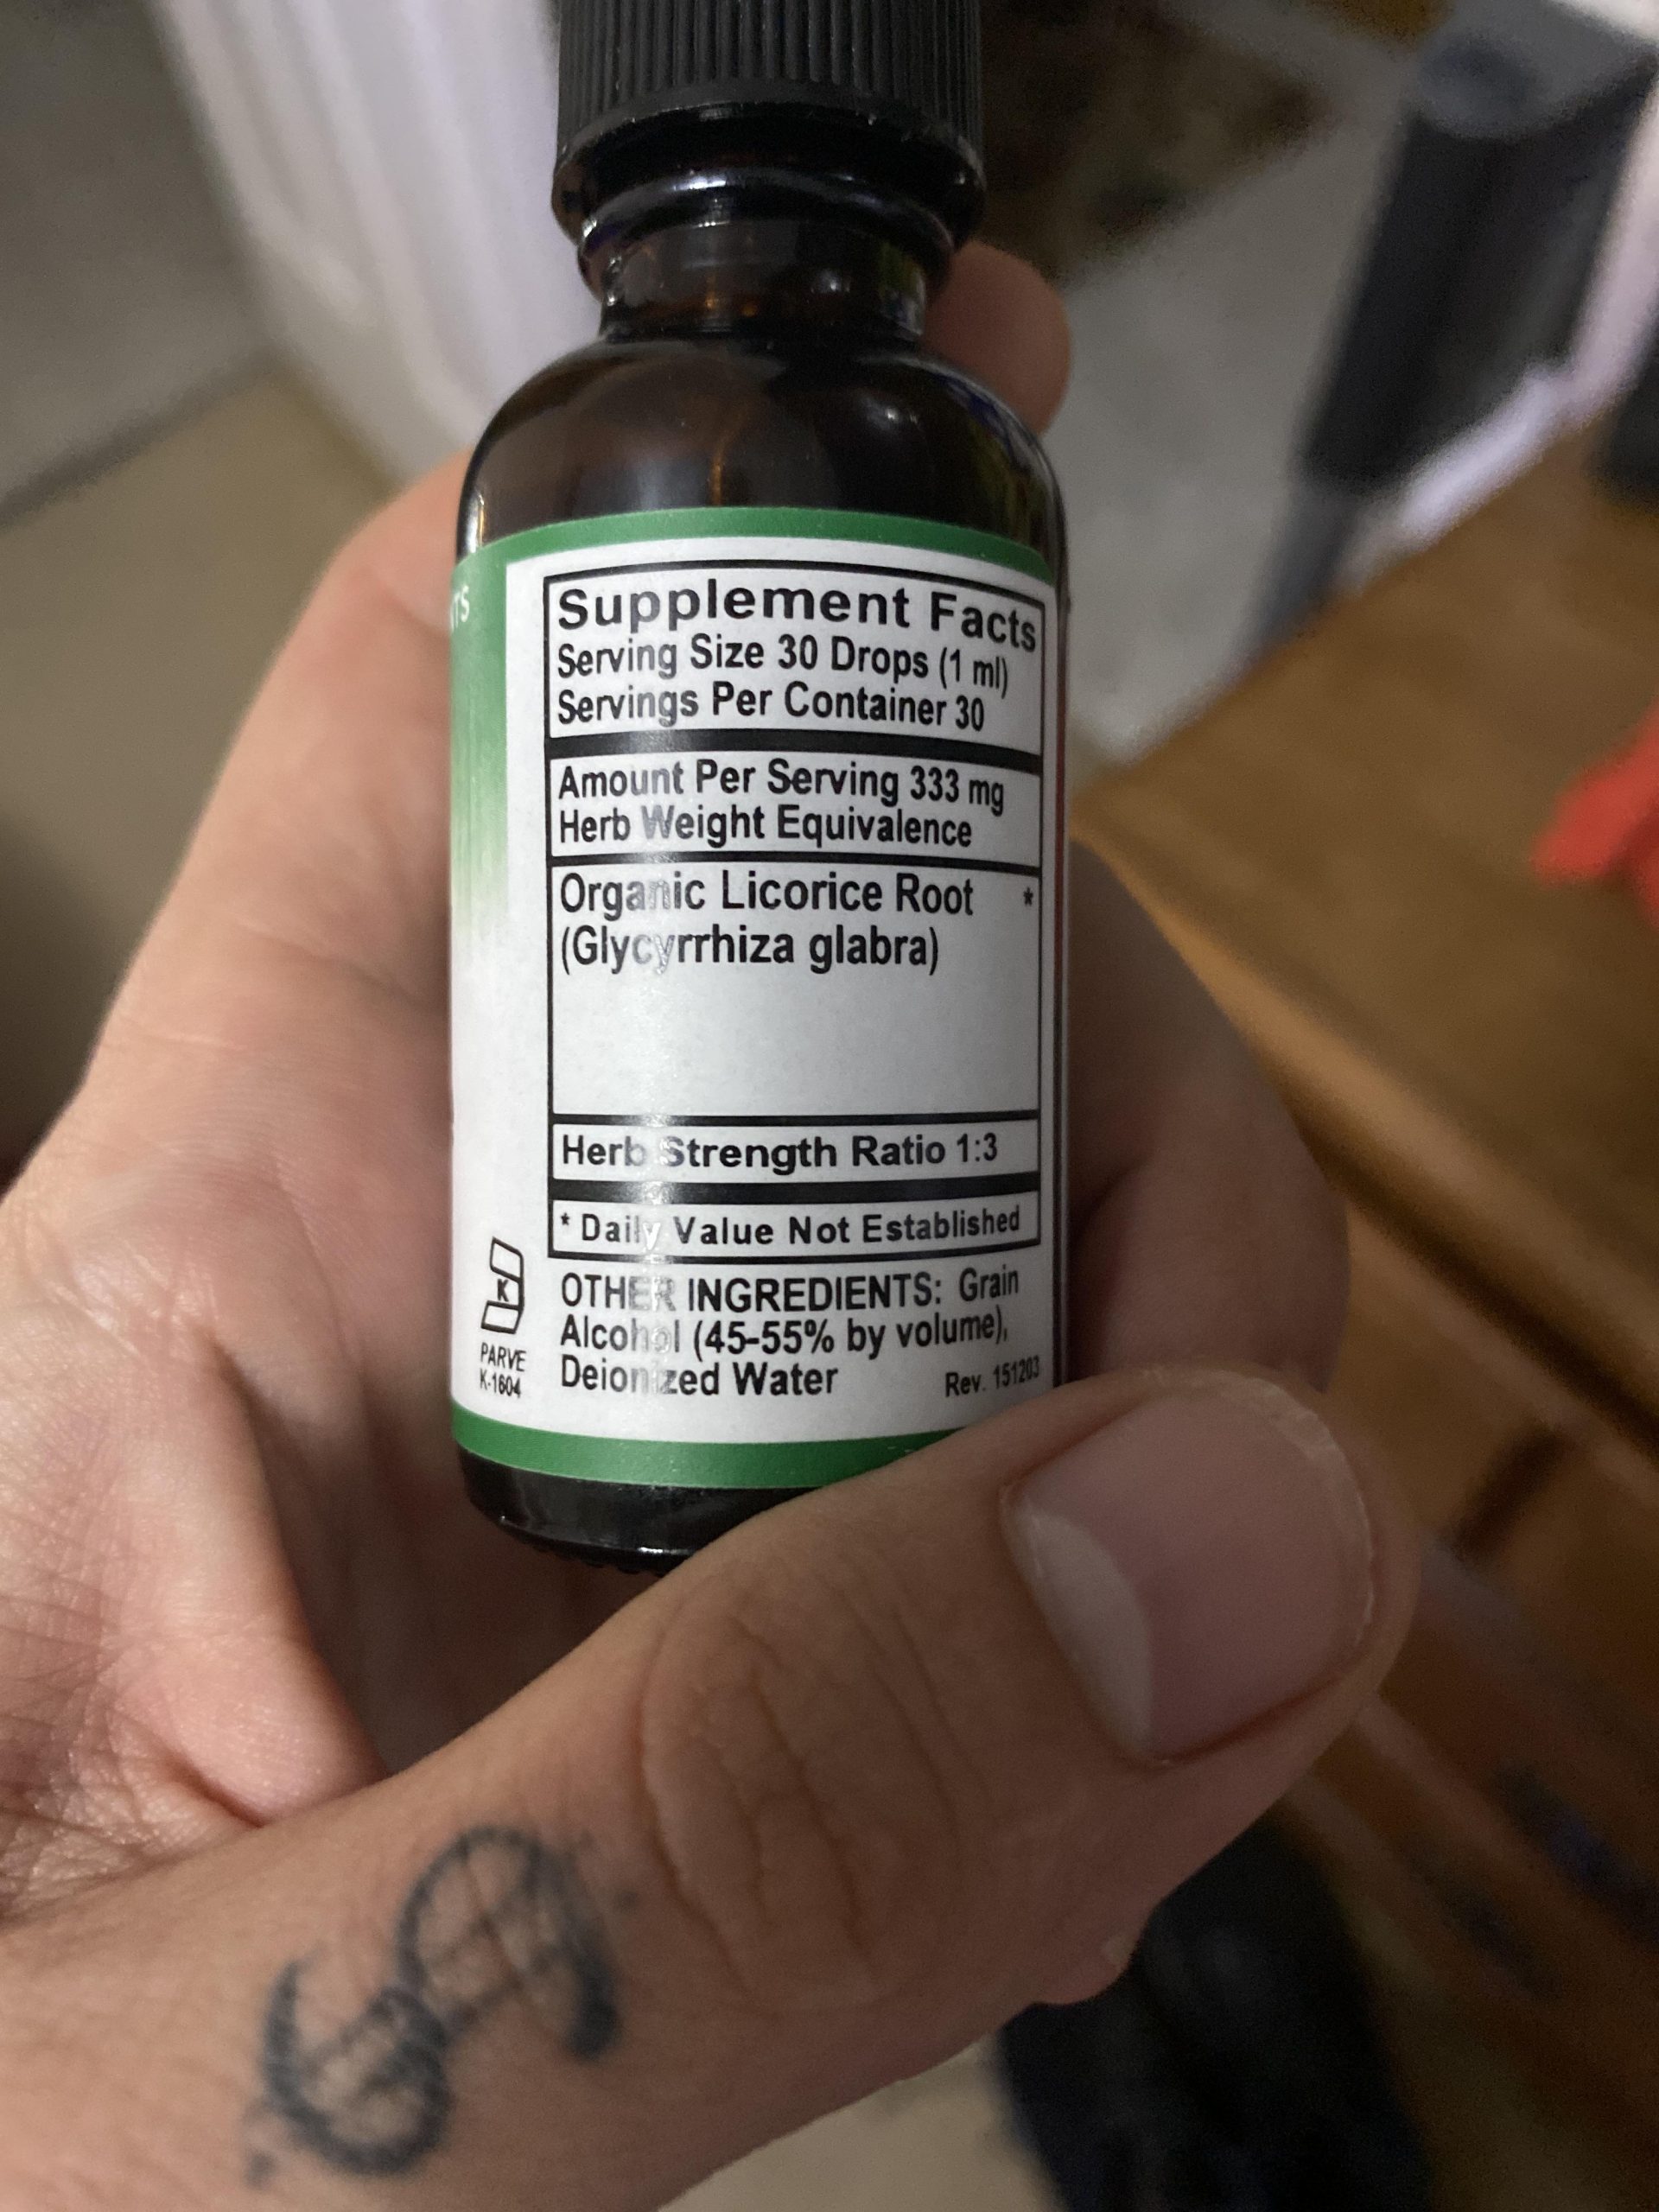 TS
Supplement Facts
Serving Size 30 Drops (1 ml)
Servings Per Container 30
Amount Per Serving 333 mg
Herb Weight Equivalence
Organic Licorice Root *
(Glycyrrhiza glabra)
Herb Strength Ratio 1:3
* Daily Value Not Established
OTHER INGREDIENTS: Grain
Alcohol (45-55% by volume),
Deionized Water
Rev. 151203
K
PARVE
K-1604